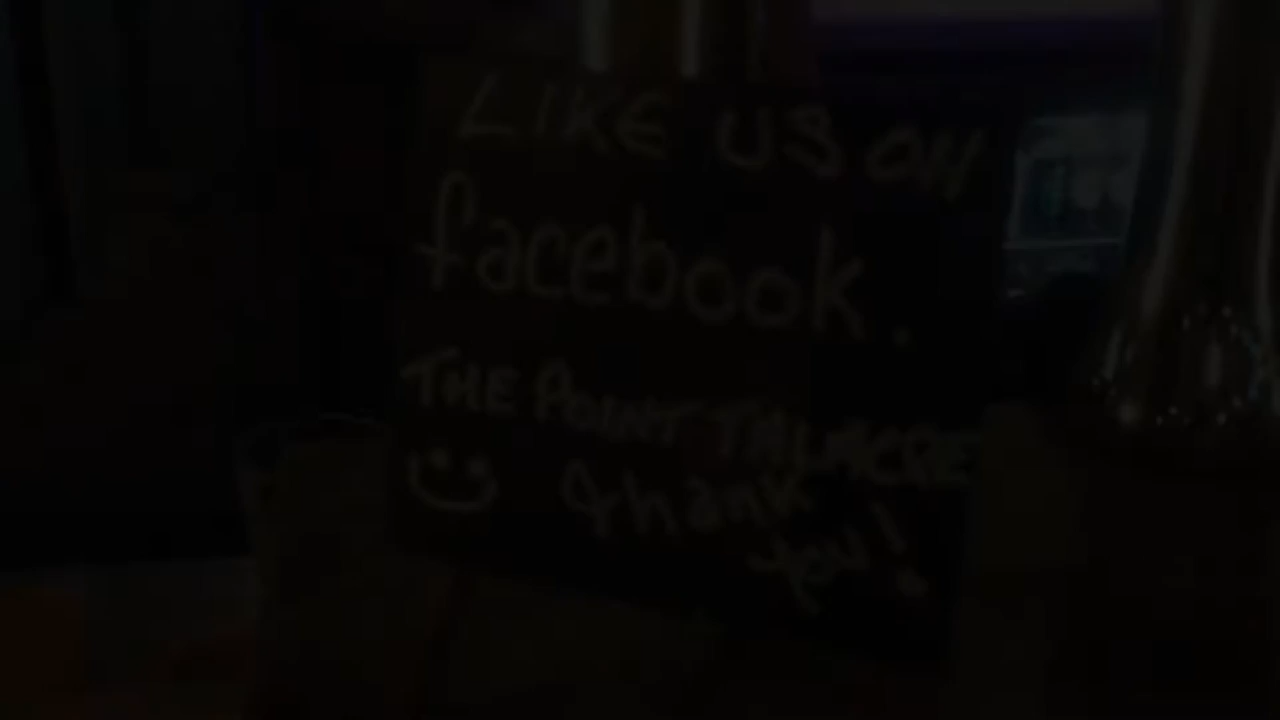 LIKE US ON
facebook.
THE POINT TALACRE
thank
you!